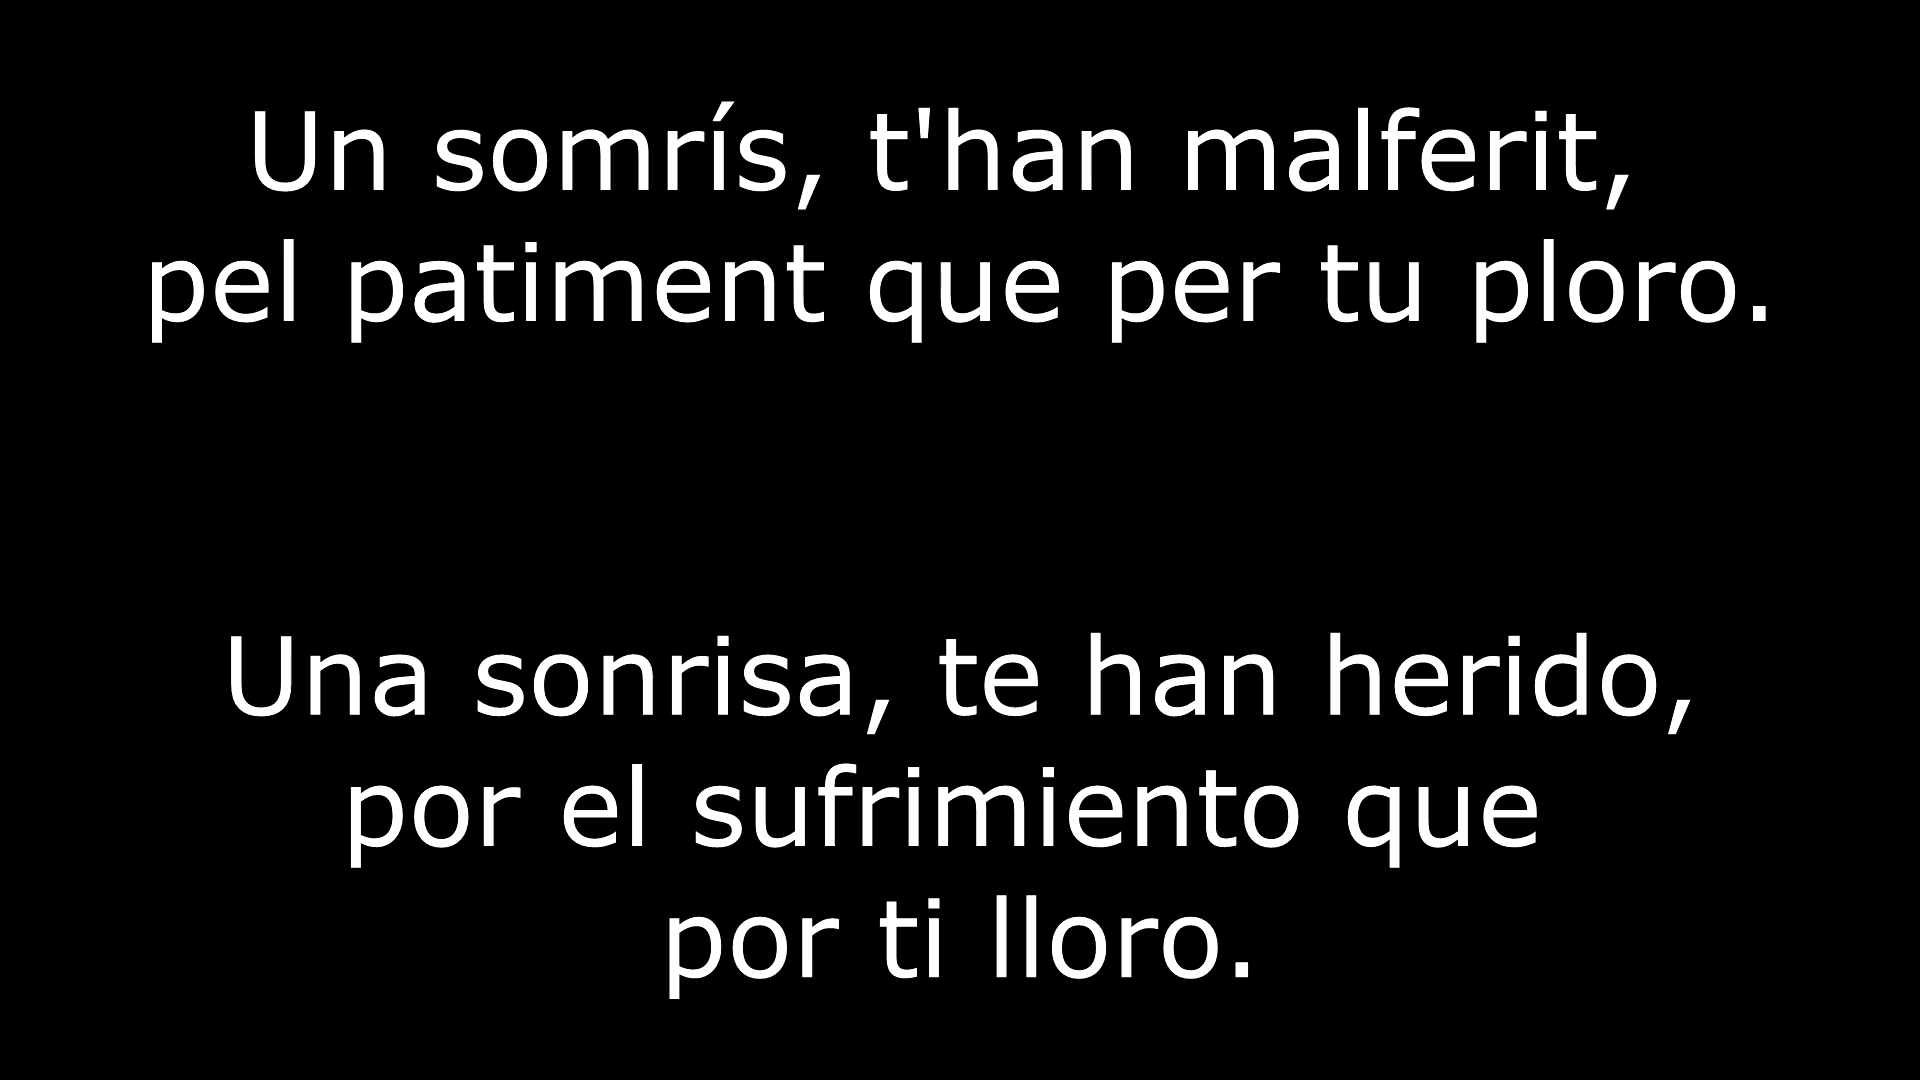 Un somrís, t'han malferit,
pel patiment que per tu ploro.
Una sonrisa, te han herido,
por el sufrimiento que
por ti lloro.